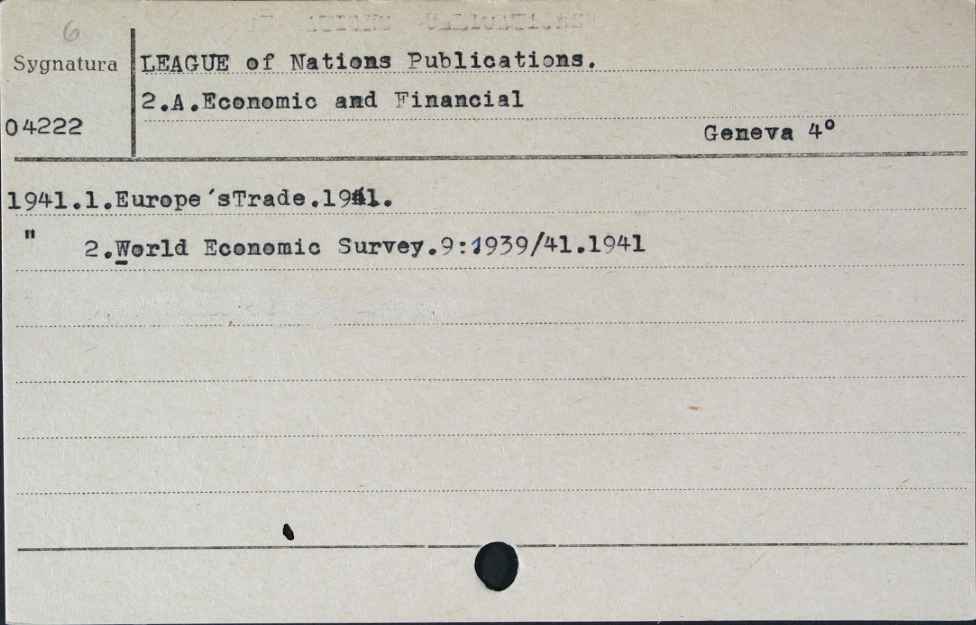 6
Sygnatura
04222
LEAGUE of Nations Publications.
2.A.Economic and Financial
Geneva 4°
1941.1.Europe´sTrade.1941.
" 2.World Economic Survey.9:1939/41.1941